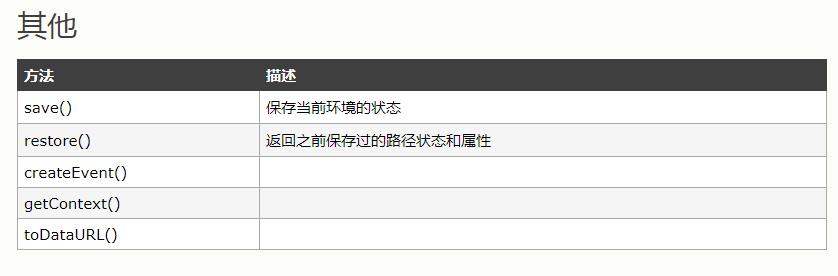 其他
方法 描述
save() 保存当前环境的状态
restore() 返回之前保存过的路径状态和属性
createEvent()
getContext()
toDataURL()